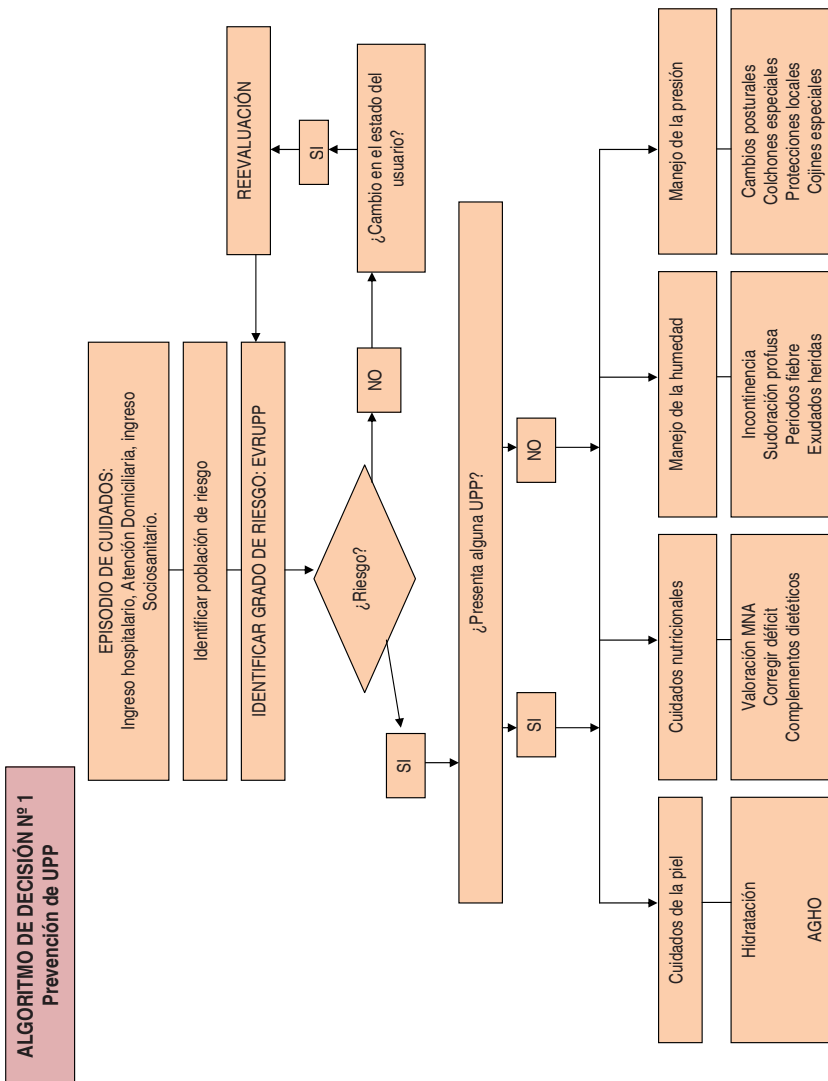 ALGORITMO DE DECISIÓN Nº 1
Prevención de UPP
EPISODIO DE CUIDADOS:
Ingreso hospitalario, Atención Domiciliaria, ingreso
Sociosanitario.
Identificar población de riesgo
IDENTIFICAR GRADO DE RIESGO: EVRUPP
¿Riesgo?
NO
¿Cambio en el estado del
usuario?
SI
REEVALUACIÓN
SI
¿Presenta alguna UPP?
SI
NO
Cuidados de la piel
Hidratación
AGHO
Cuidados nutricionales
Valoración MNA
Corregir déficit
Complementos dietéticos
Manejo de la humedad
Incontinencia
Sudoración profusa
Periodos fiebre
Exudados heridas
Manejo de la presión
Cambios posturales
Colchones especiales
Protecciones locales
Cojines especiales